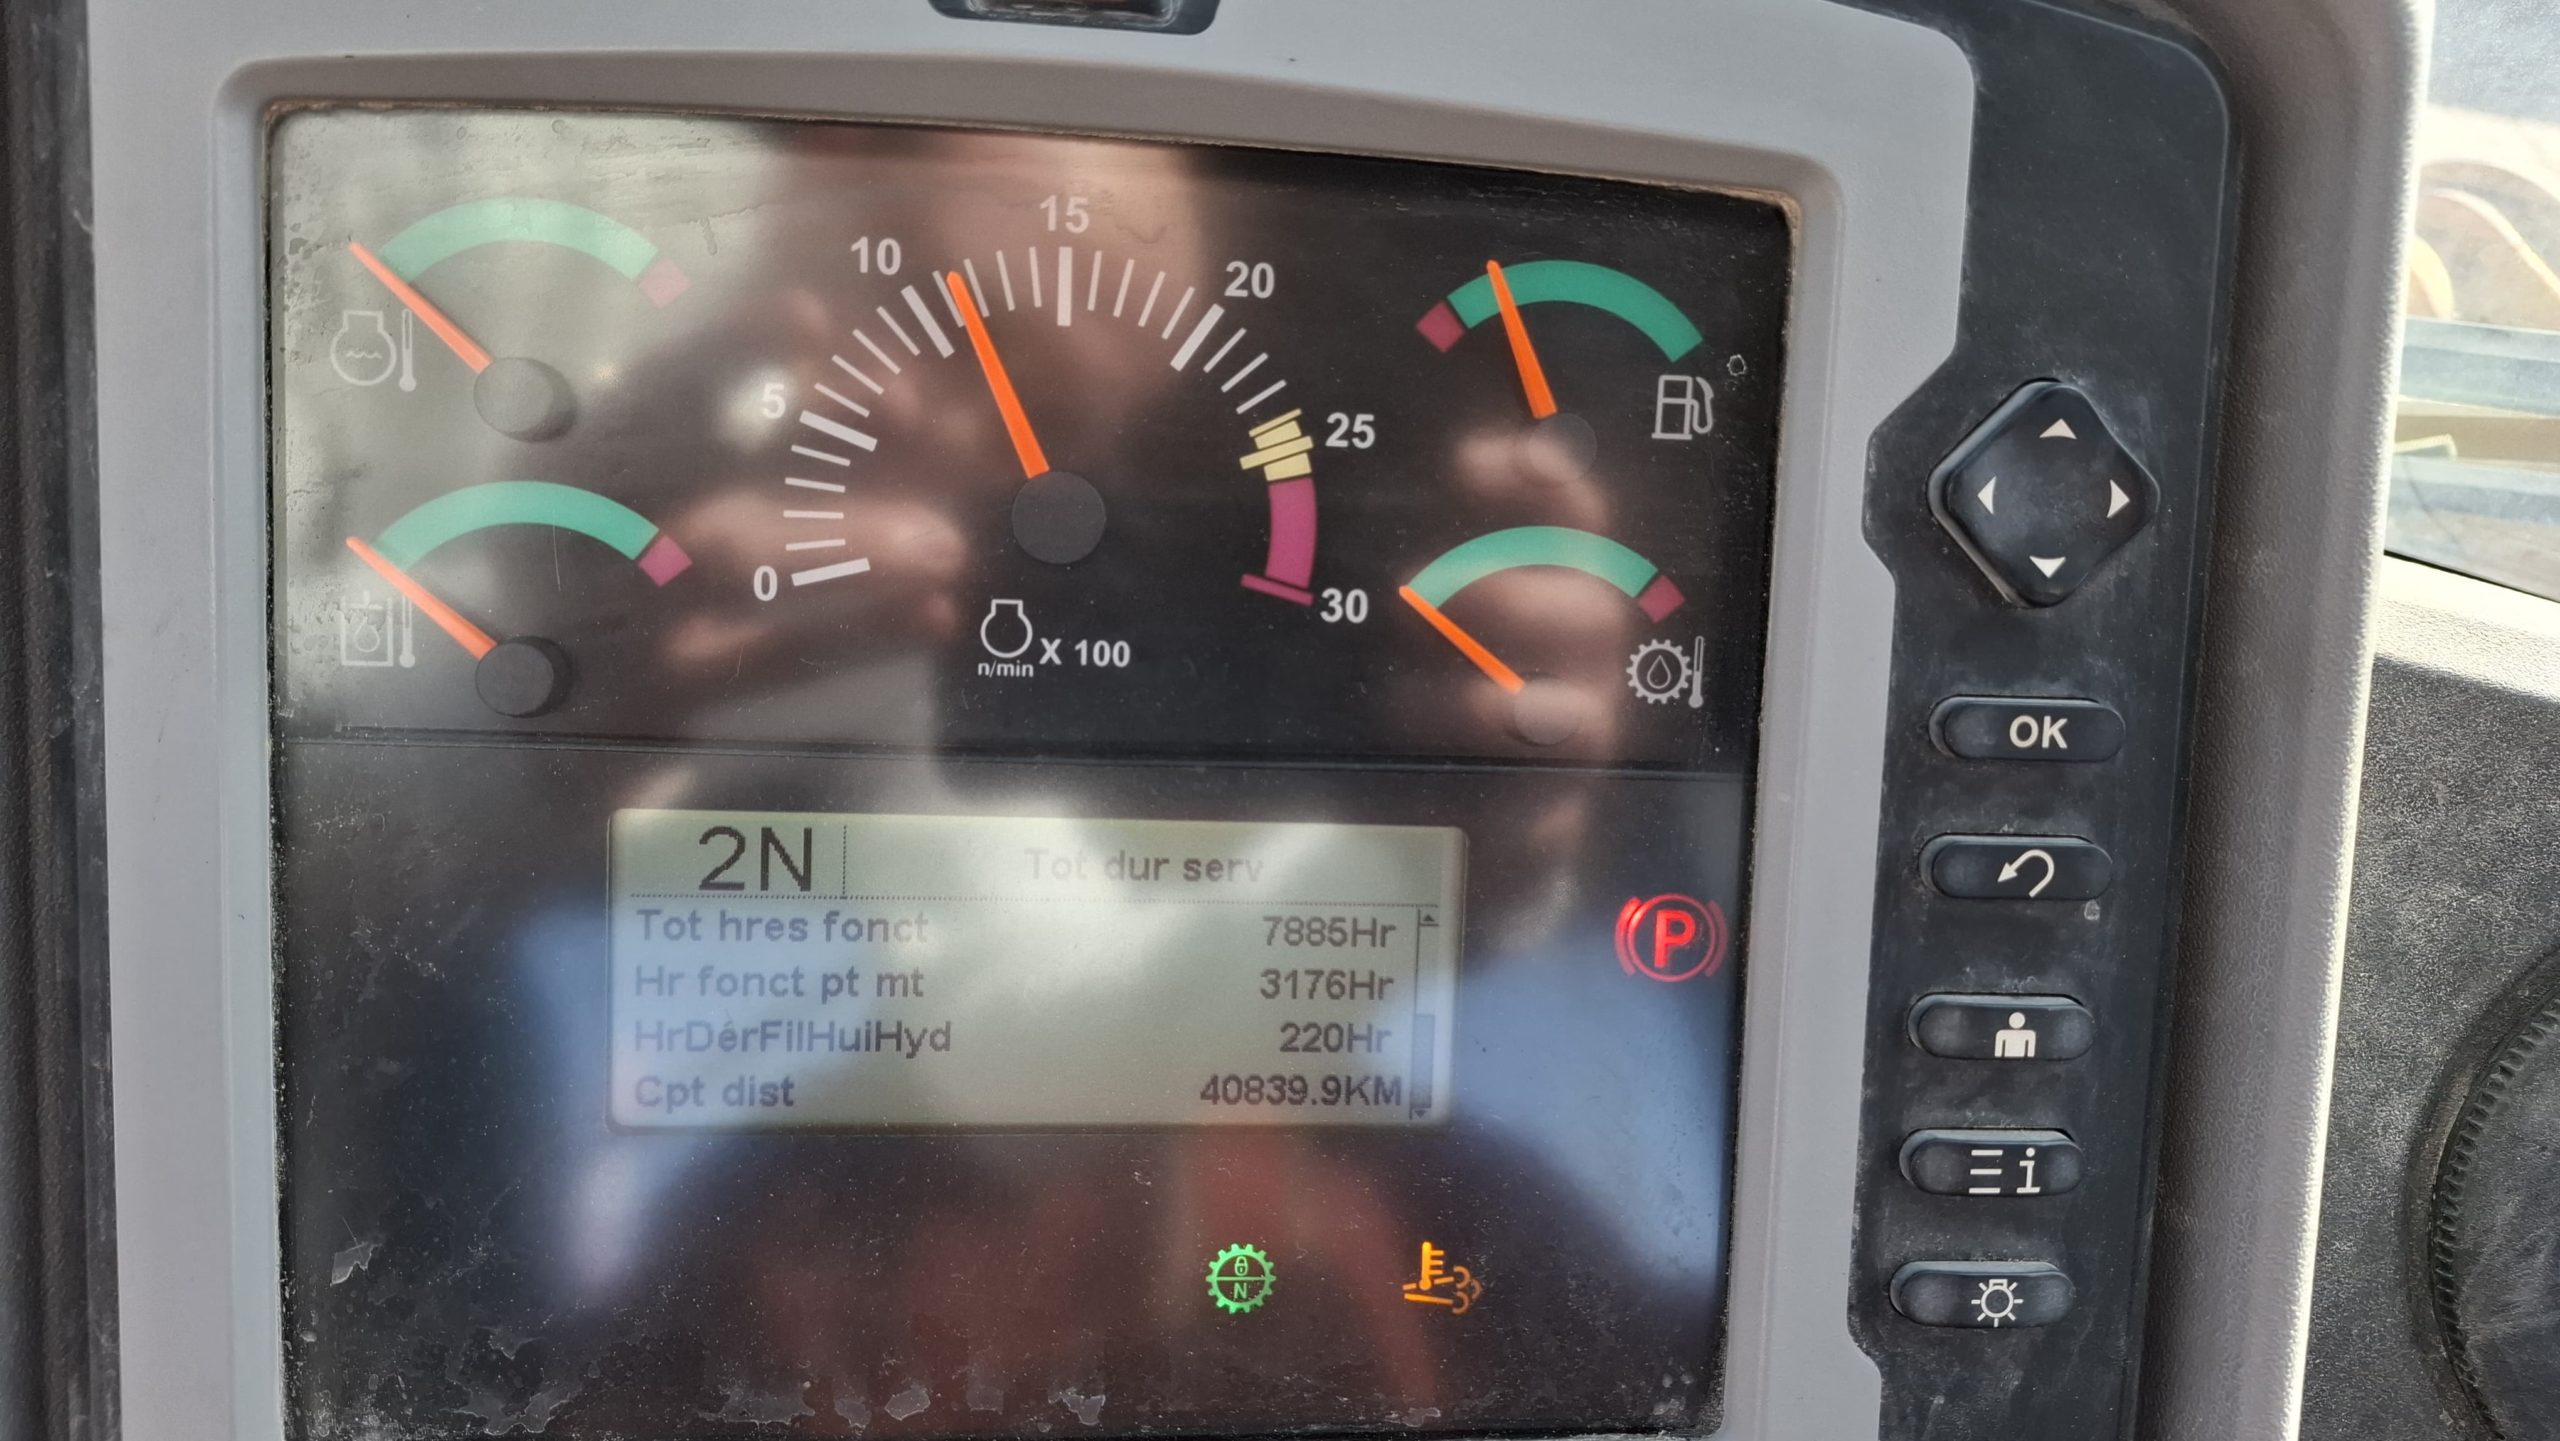 0
5
10
15
20
25
30
n/min X 100
2N
Tot dur serv
Tot hres fonct 7885Hr
Hr fonct pt mt 3176Hr
HrDérFilHuiHyd 220Hr
Cpt dist 40839.9KM
P
N
OK
i